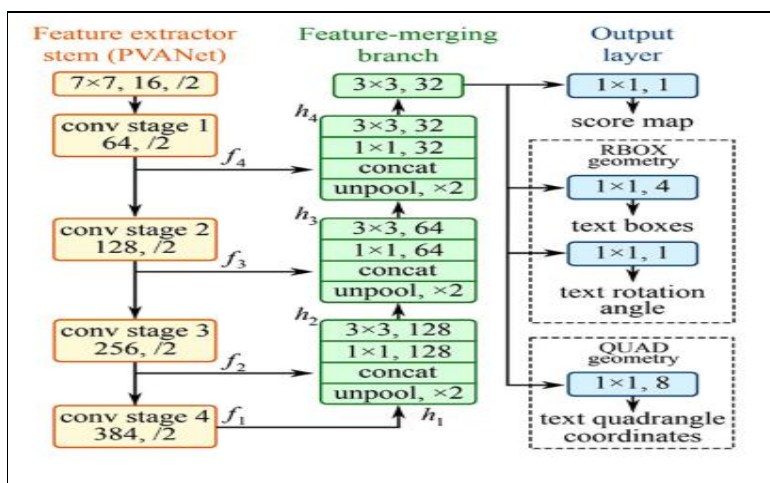 Feature extractor
stem (PVANet)
7×7, 16, /2
conv stage 1
64, /2
f4
conv stage 2
128, /2
f3
conv stage 3
256, /2
f2
conv stage 4
384, /2
f1
Feature-merging
branch
3×3, 32
h4
3×3, 32
1×1, 32
concat
unpool, ×2
h3
3×3, 64
1×1, 64
concat
unpool, ×2
h2
3×3, 128
1×1, 128
concat
unpool, ×2
h1
Output
layer
1×1, 1
score map
RBOX
geometry
1×1, 4
text boxes
1×1, 1
text rotation
angle
QUAD
geometry
1×1, 8
text quadrangle
coordinates